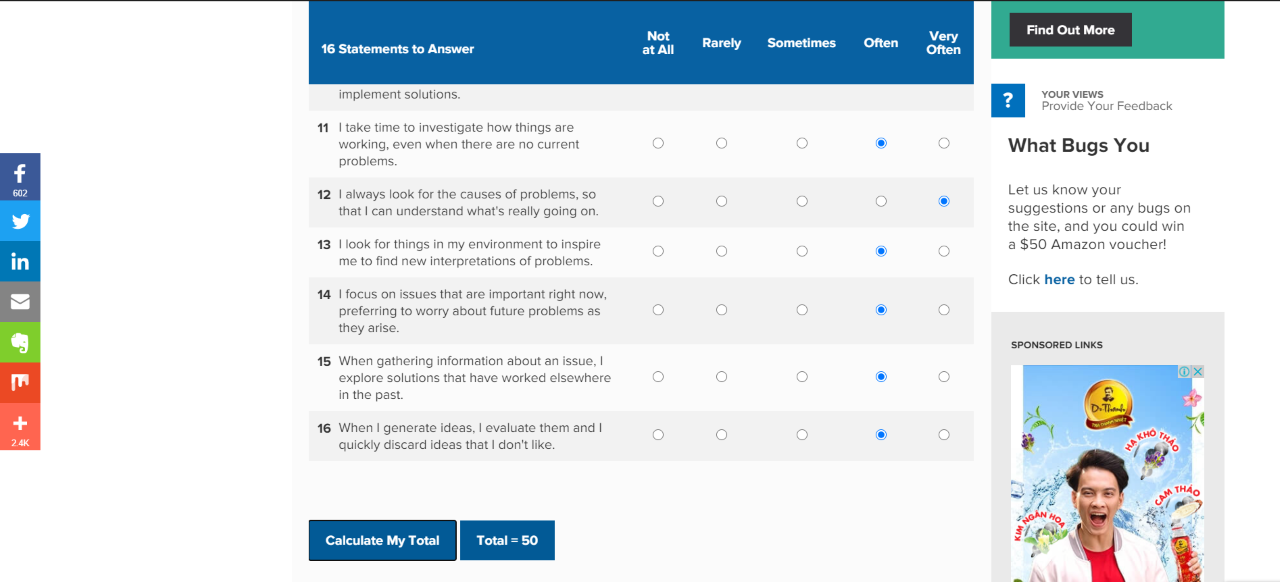 16 Statements to Answer
Not
at All
Rarely
Sometimes
Often
Very
Often
implement solutions.
11 I take time to investigate how things are
working, even when there are no current
problems.
12 I always look for the causes of problems, so
that I can understand what's really going on.
13 I look for things in my environment to inspire
me to find new interpretations of problems.
14 I focus on issues that are important right now,
preferring to worry about future problems as
they arise.
15 When gathering information about an issue, I
explore solutions that have worked elsewhere
in the past.
16 When I generate ideas, I evaluate them and I
quickly discard ideas that I don't like.
Calculate My Total
Total = 50
602
2.4K
Find Out More
?
YOUR VIEWS
Provide Your Feedback
What Bugs You
Let us know your
suggestions or any bugs on
the site, and you could win
a $50 Amazon voucher!
Click here to tell us.
SPONSORED LINKS
Dr.Thanh
HẠ KHÔ THẢO
CAM THẢO
KIM NGÂN HOA